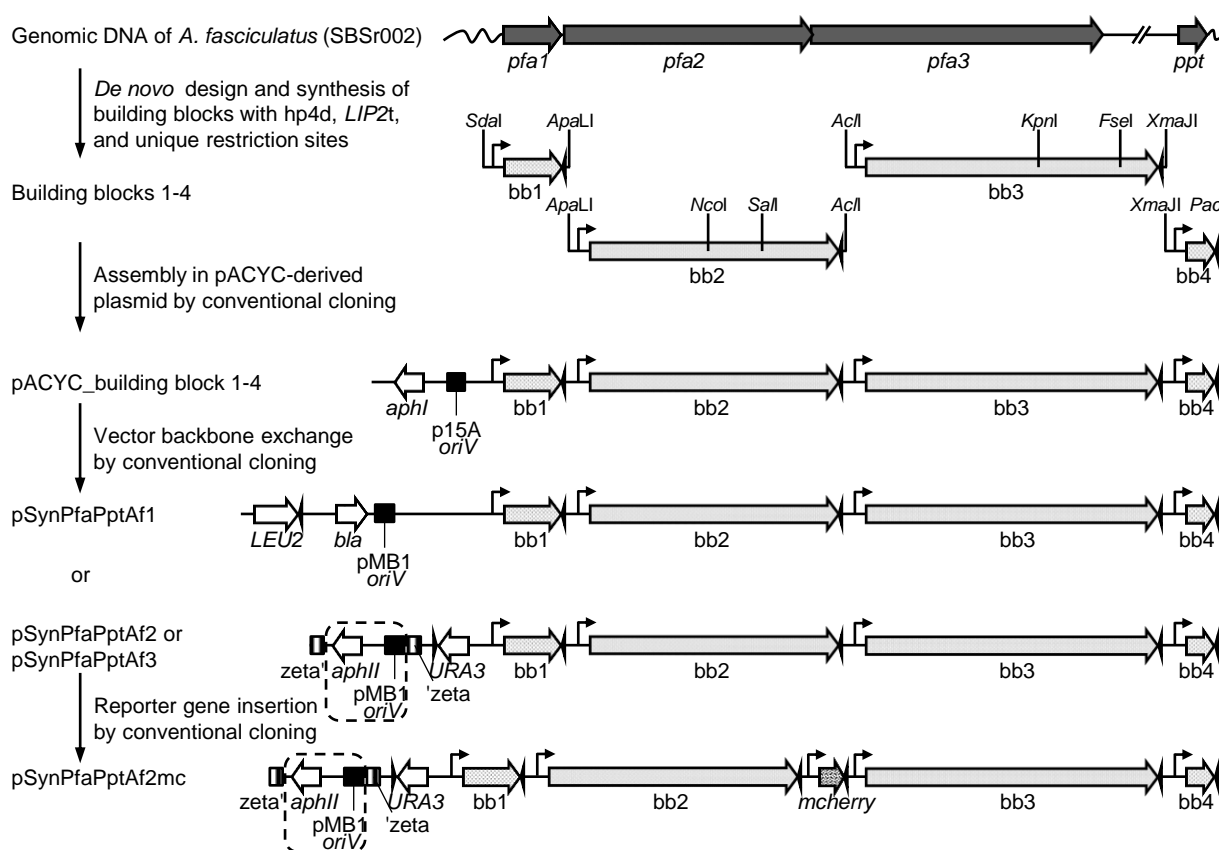 Genomic DNA of A. fasciculatus (SBSr002)
pfa1 pfa2 pfa3 ppt
De novo design and synthesis of
building blocks with hp4d, LIP2t,
and unique restriction sites
SdaI ApaLI AclI KpnI FseI XmaJI
bb1 bb3
Building blocks 1-4
ApaLI NcoI SalI AclI XmaJI Pac
bb2 bb4
Assembly in pACYC-derived
plasmid by conventional cloning
pACYC_building block 1-4
aphI p15A
oriV
bb1 bb2 bb3 bb4
Vector backbone exchange
by conventional cloning
pSynPfaPptAf1
LEU2 bla pMB1
oriV
bb1 bb2 bb3 bb4
or
pSynPfaPptAf2 or
pSynPfaPptAf3
zeta' aphII URA3
pMB1 'zeta
oriV
bb1 bb2 bb3 bb4
Reporter gene insertion
by conventional cloning
pSynPfaPptAf2mc
zeta' aphII URA3 bb1 bb2 mcherry bb3 bb4
pMB1 'zeta
oriV